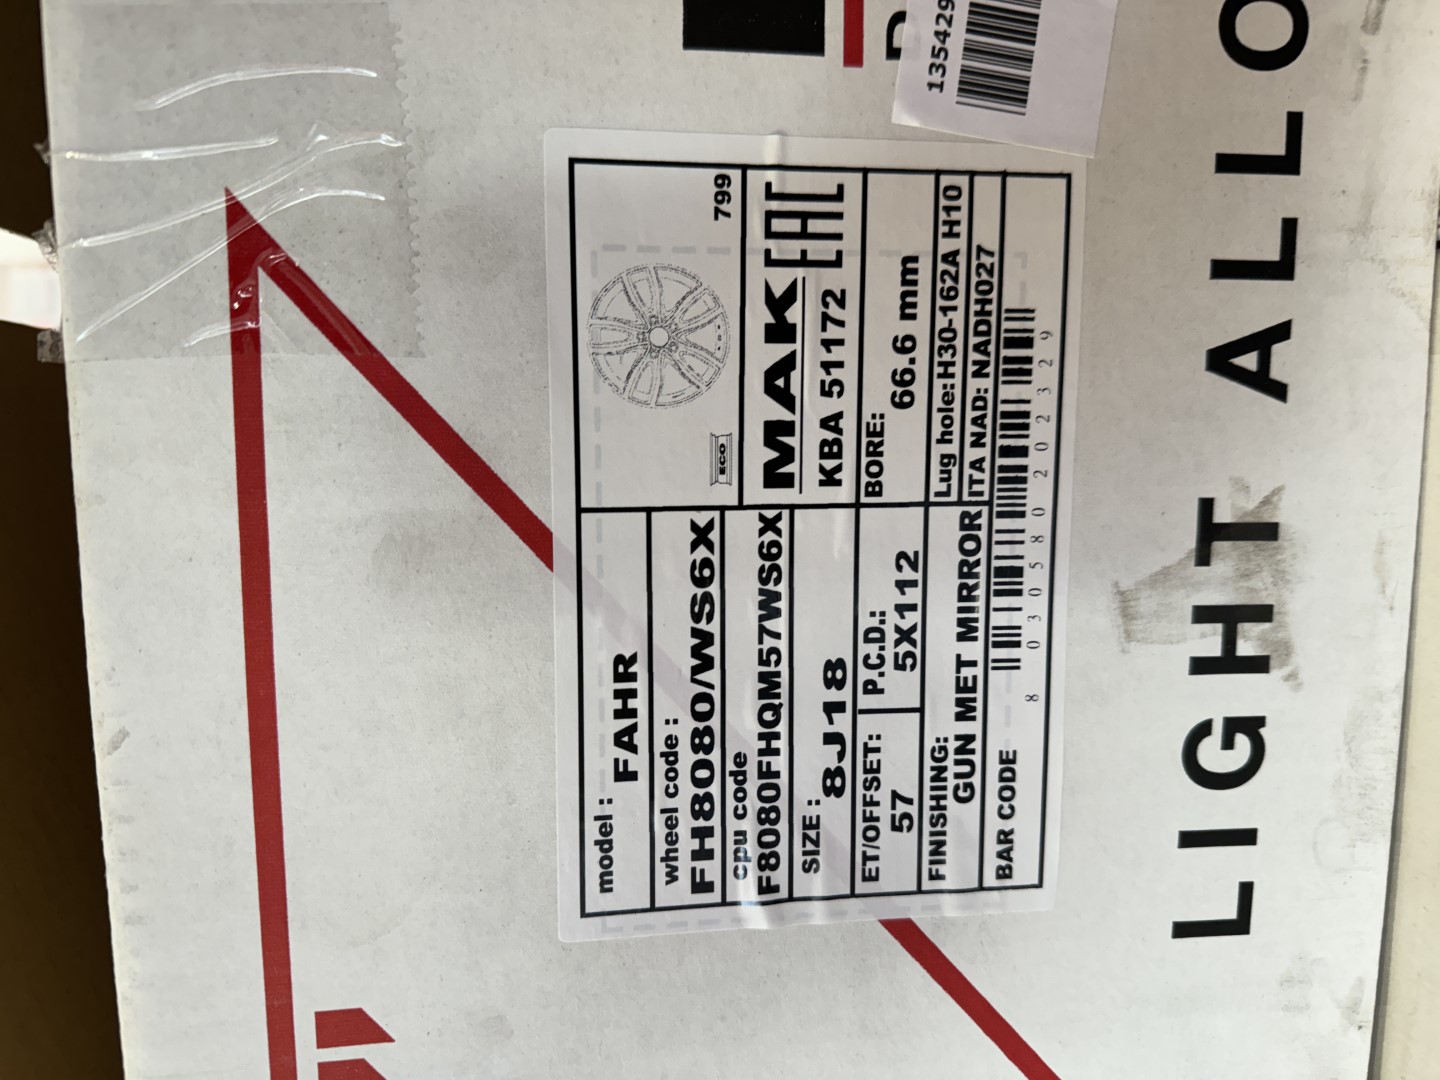 model :
FAHR
wheel code :
FH8080/WS6X
cpu code
F8080FHQM57WS6X
SIZE :
8J18
ET/OFFSET:
57
P.C.D.:
5X112
FINISHING:
GUN MET MIRROR
BAR CODE
8 030580 202329
ECO
799
MAK
EAC
KBA 51172
BORE:
66.6 mm
Lug hole:H30-162A H10
ITA NAD: NADH027
LIGHT ALLO
135429